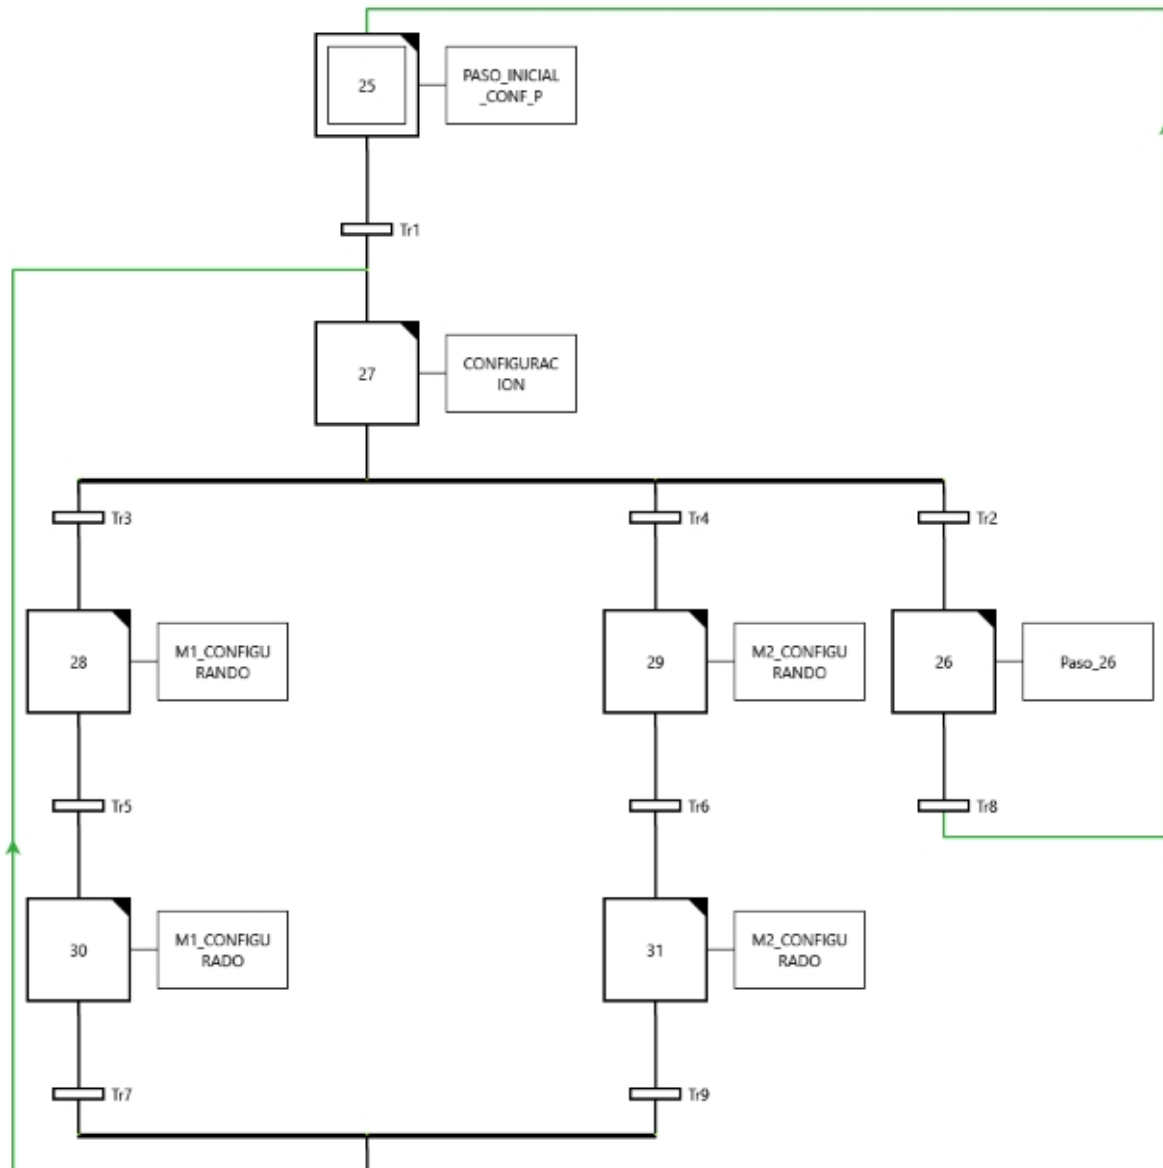 25
PASO_INICIAL
_CONF_P
Tr1
27
CONFIGURAC
ION
Tr3
Tr4
Tr2
28
M1_CONFIGU
RANDO
29
M2_CONFIGU
RANDO
26
Paso_26
Tr5
Tr6
Tr8
30
M1_CONFIGU
RADO
31
M2_CONFIGU
RADO
Tr7
Tr9